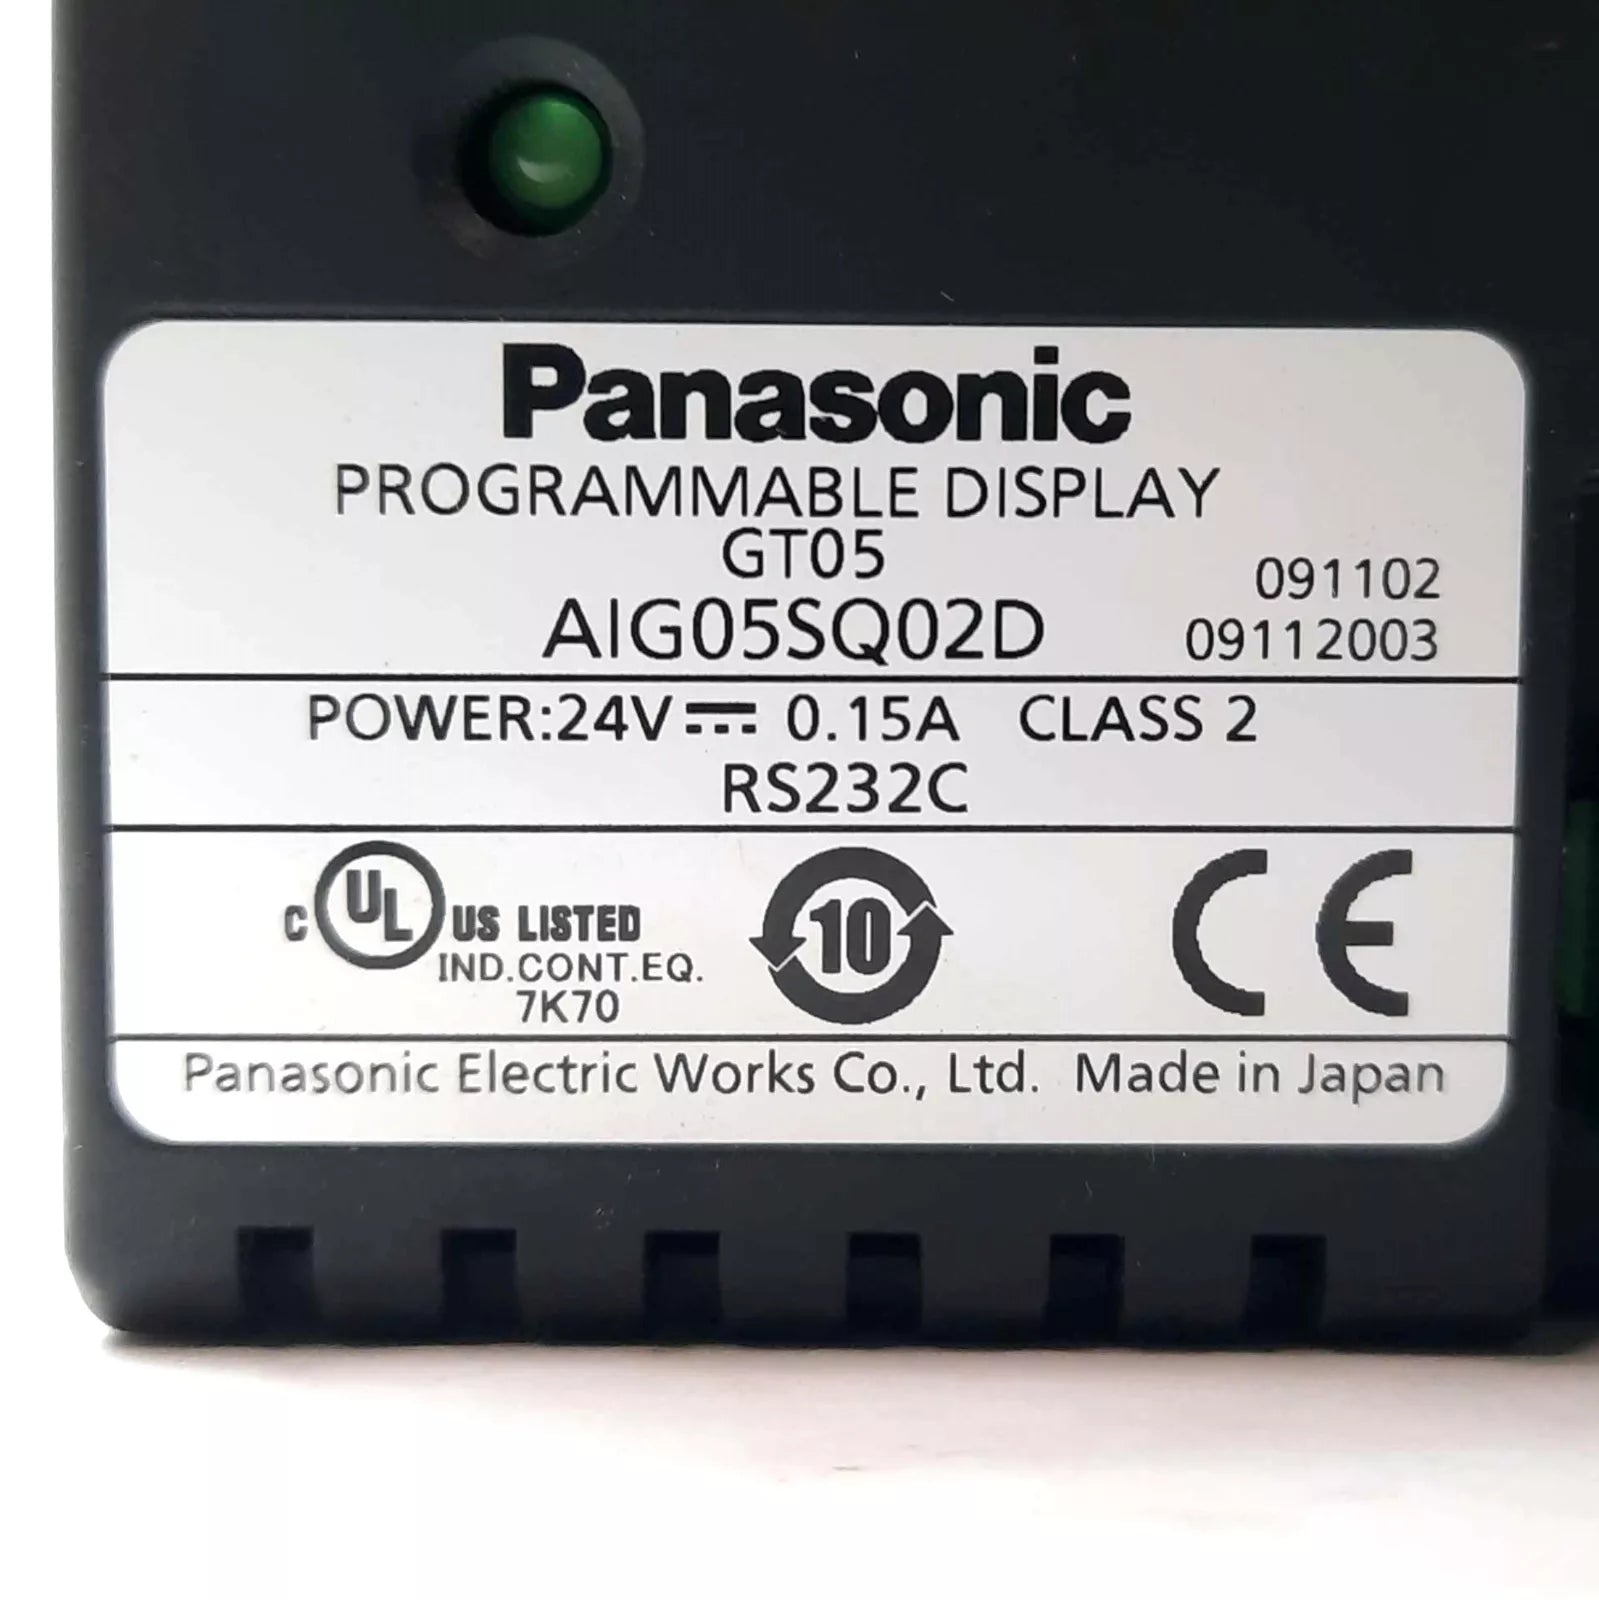 Panasonic
PROGRAMMABLE DISPLAY
GT05
091102
AIG05SQ02D
09112003
POWER:24V⎓ 0.15A CLASS 2
RS232C
C UL US LISTED
IND.CONT.EQ.
7K70
10
CE
Panasonic Electric Works Co., Ltd. Made in Japan